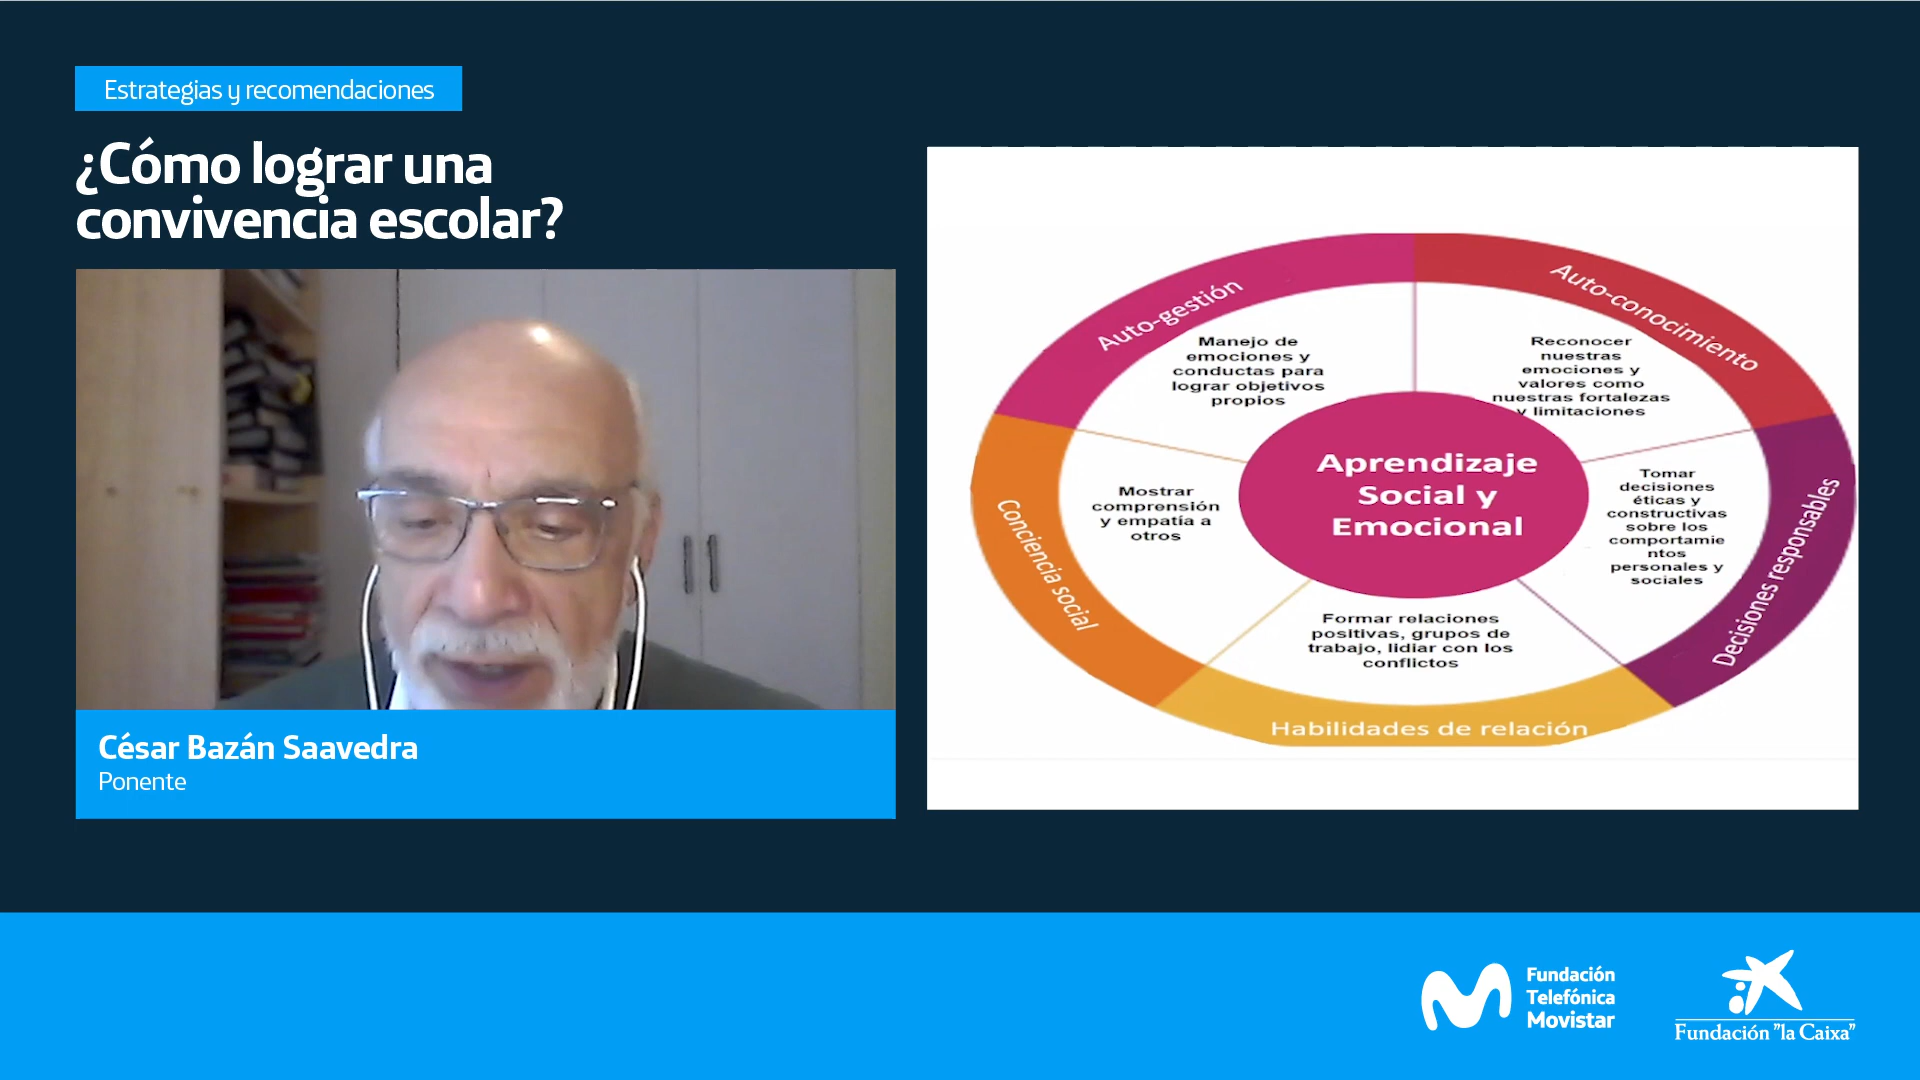 Estrategias y recomendaciones
¿Cómo lograr una
convivencia escolar?
César Bazán Saavedra
Ponente
Auto-gestión
Manejo de
emociones y
conductas para
lograr objetivos
propios
Auto-conocimiento
Reconocer
nuestras
emociones y
valores como
nuestras fortalezas
y limitaciones
Aprendizaje
Social y
Emocional
Conciencia social
Mostrar
comprensión
y empatía a
otros
Tomar
decisiones
éticas y
constructivas
sobre los
comportamie
ntos
personales y
sociales
Decisiones responsables
Formar relaciones
positivas, grupos de
trabajo, lidiar con los
conflictos
Habilidades de relación
Fundación
Telefónica
Movistar
Fundación "la Caixa"